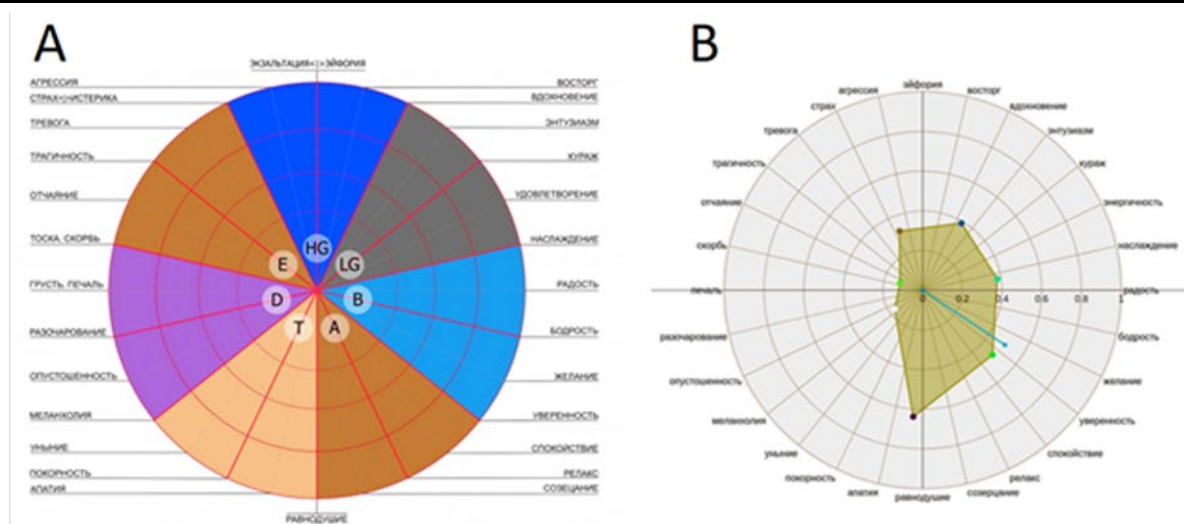 A
B
ЭКЗАЛЬТАЦИЯ<|>ЭЙФОРИЯ
АГРЕССИЯ
СТРАХ<|>ИСТЕРИКА
ТРЕВОГА
ТРАГИЧНОСТЬ
ОТЧАЯНИЕ
ТОСКА, СКОРБЬ
ГРУСТЬ, ПЕЧАЛЬ
РАЗОЧАРОВАНИЕ
ОПУСТОШЕННОСТЬ
МЕЛАНХОЛИЯ
УНЫНИЕ
ПОКОРНОСТЬ
АПАТИЯ
ВОСТОРГ
ВДОХНОВЕНИЕ
ЭНТУЗИАЗМ
КУРАЖ
УДОВЛЕТВОРЕНИЕ
НАСЛАЖДЕНИЕ
РАДОСТЬ
БОДРОСТЬ
ЖЕЛАНИЕ
УВЕРЕННОСТЬ
СПОКОЙСТВИЕ
РЕЛАКС
СОЗЕЦАНИЕ
РАВНОДУШИЕ
HG
E
LG
D
B
T
A
эйфория
агрессия
восторг
страх
вдохновение
тревога
энтузиазм
трагичность
кураж
отчаяние
энергичность
скорбь
наслаждение
печаль
0
0.2
0.4
0.6
0.8
1
радость
разочарование
бодрость
опустошенность
желание
меланхолия
уверенность
уныние
спокойствие
покорность
релакс
апатия
созерцание
равнодушие